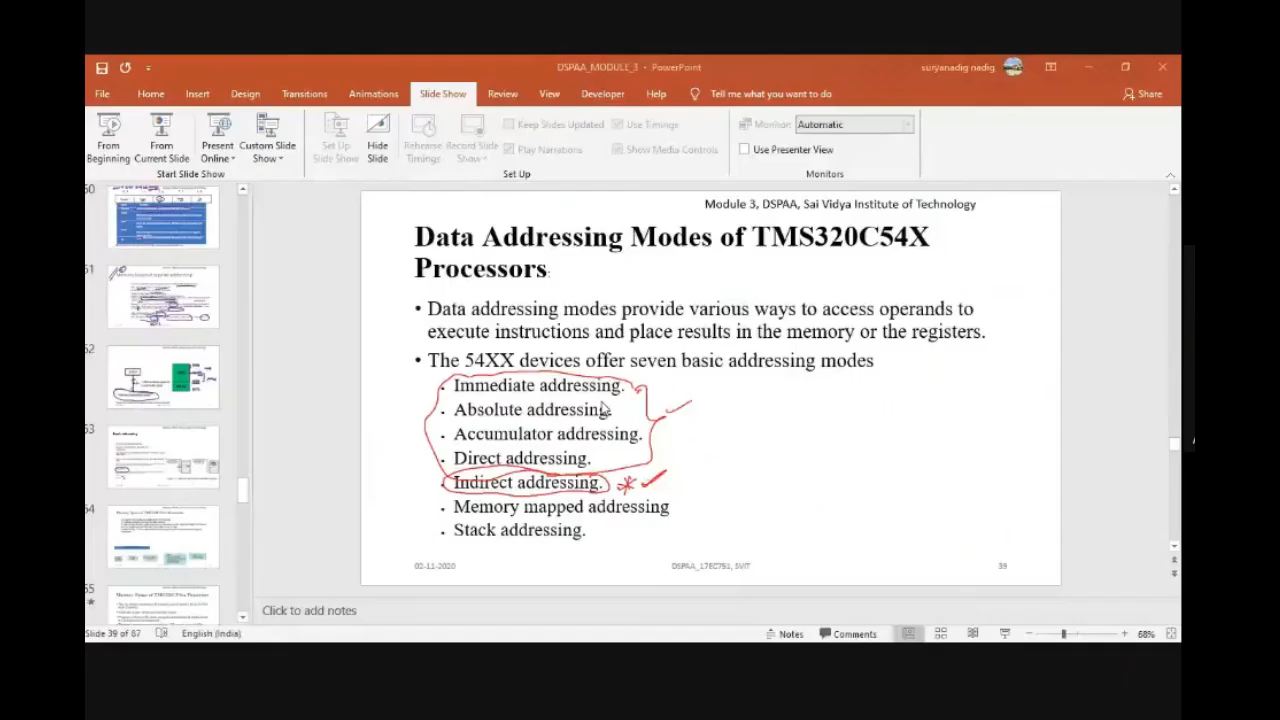 DSPAA_MODULE_3 - PowerPoint
suryanadig nadig
File Home Insert Design Transitions Animations Slide Show Review View Developer Help Tell me what you want to do Share
From Beginning
From Current Slide
Present Online
Custom Slide Show
Set Up Slide Show
Hide Slide
Rehearse Timings
Record Slide Show
Keep Slides Updated
Play Narrations
Use Timings
Show Media Controls
Monitor: Automatic
Use Presenter View
Start Slide Show
Set Up
Monitors
Module 3, DSPAA, Sai Vidya Institute of Technology
Data Addressing Modes of TMS320C54X
Processors:
• Data addressing modes provide various ways to access operands to
execute instructions and place results in the memory or the registers.
• The 54XX devices offer seven basic addressing modes
. Immediate addressing.
. Absolute addressing.
. Accumulator addressing.
. Direct addressing.
. Indirect addressing. *
. Memory mapped addressing
. Stack addressing.
02-11-2020
DSPAA_17EC751, SVIT
39
Click to add notes
Slide 39 of 87
English (India)
Notes
Comments
68%